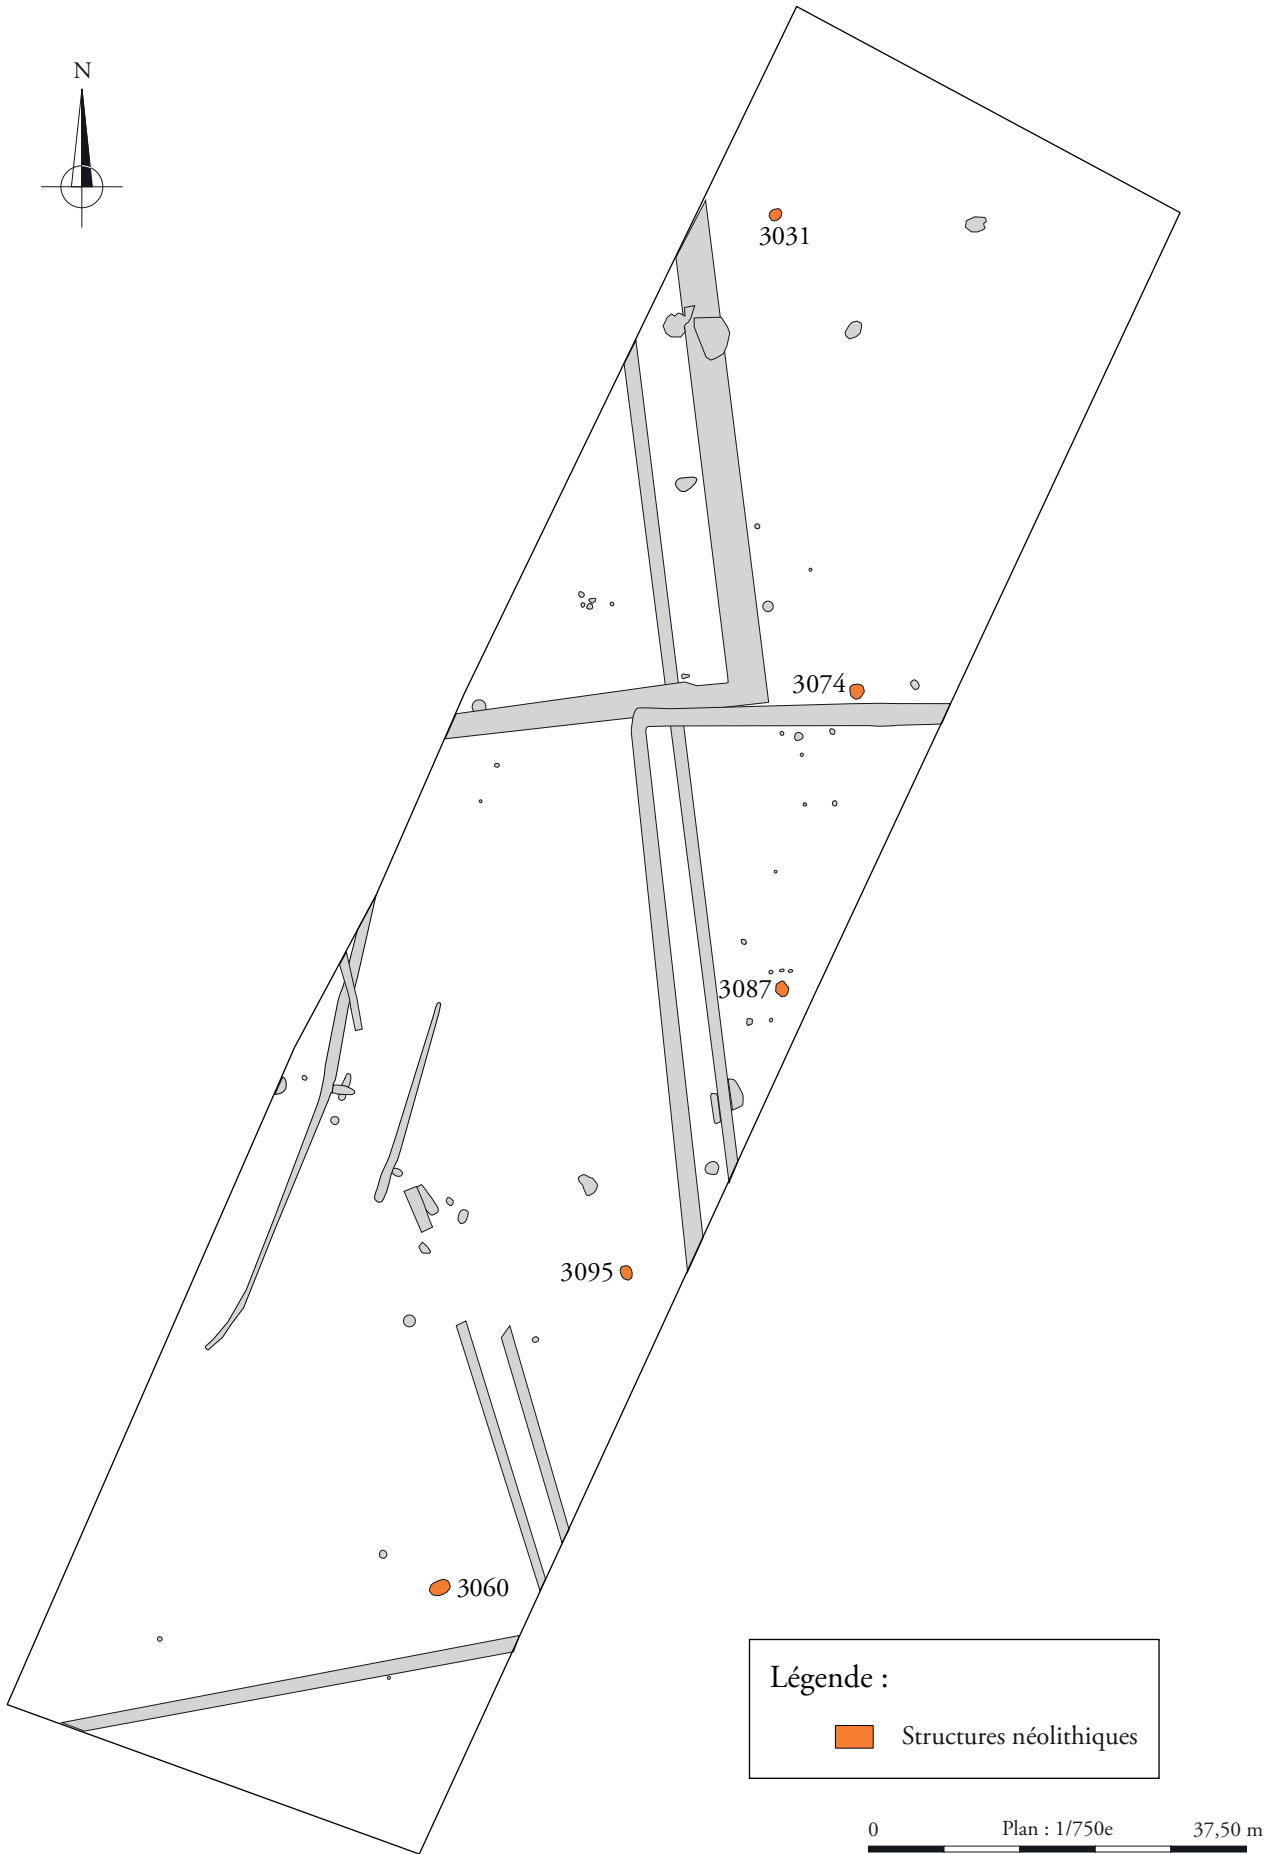 N
3031
3074
3087
3095
3060
Légende :
Structures néolithiques
0 Plan : 1/750e 37,50 m